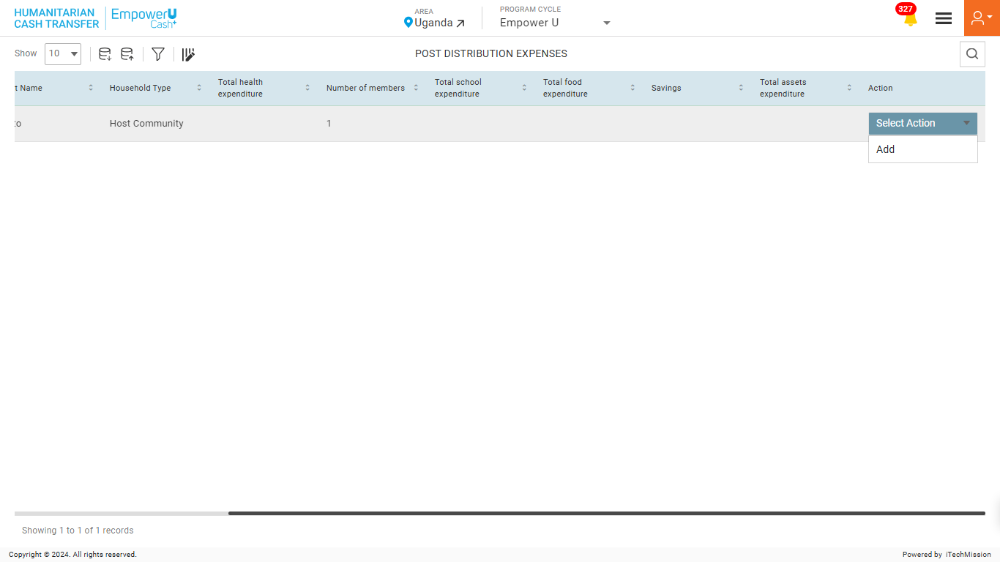 HUMANITARIAN
CASH TRANSFER
EmpowerU
Cash+
AREA
Uganda
PROGRAM CYCLE
Empower U
327
Show
10
POST DISTRIBUTION EXPENSES
t Name
Household Type
Total health
expenditure
Number of members
Total school
expenditure
Total food
expenditure
Savings
Total assets
expenditure
Action
to
Host Community
1
Select Action
Add
Showing 1 to 1 of 1 records
Copyright © 2024. All rights reserved.
Powered by iTechMission